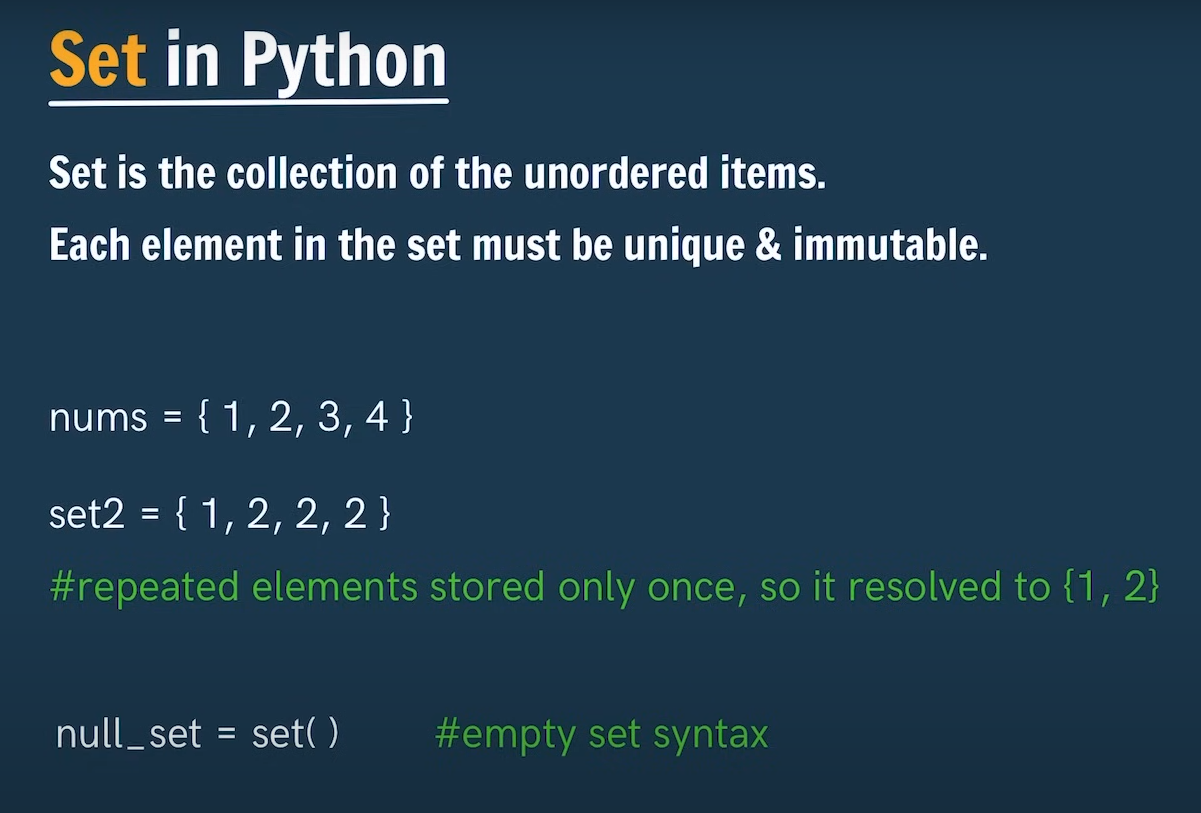 Set in Python
Set is the collection of the unordered items.
Each element in the set must be unique & immutable.
nums = { 1, 2, 3, 4 }
set2 = { 1, 2, 2, 2 }
#repeated elements stored only once, so it resolved to {1, 2}
null_set = set( ) #empty set syntax